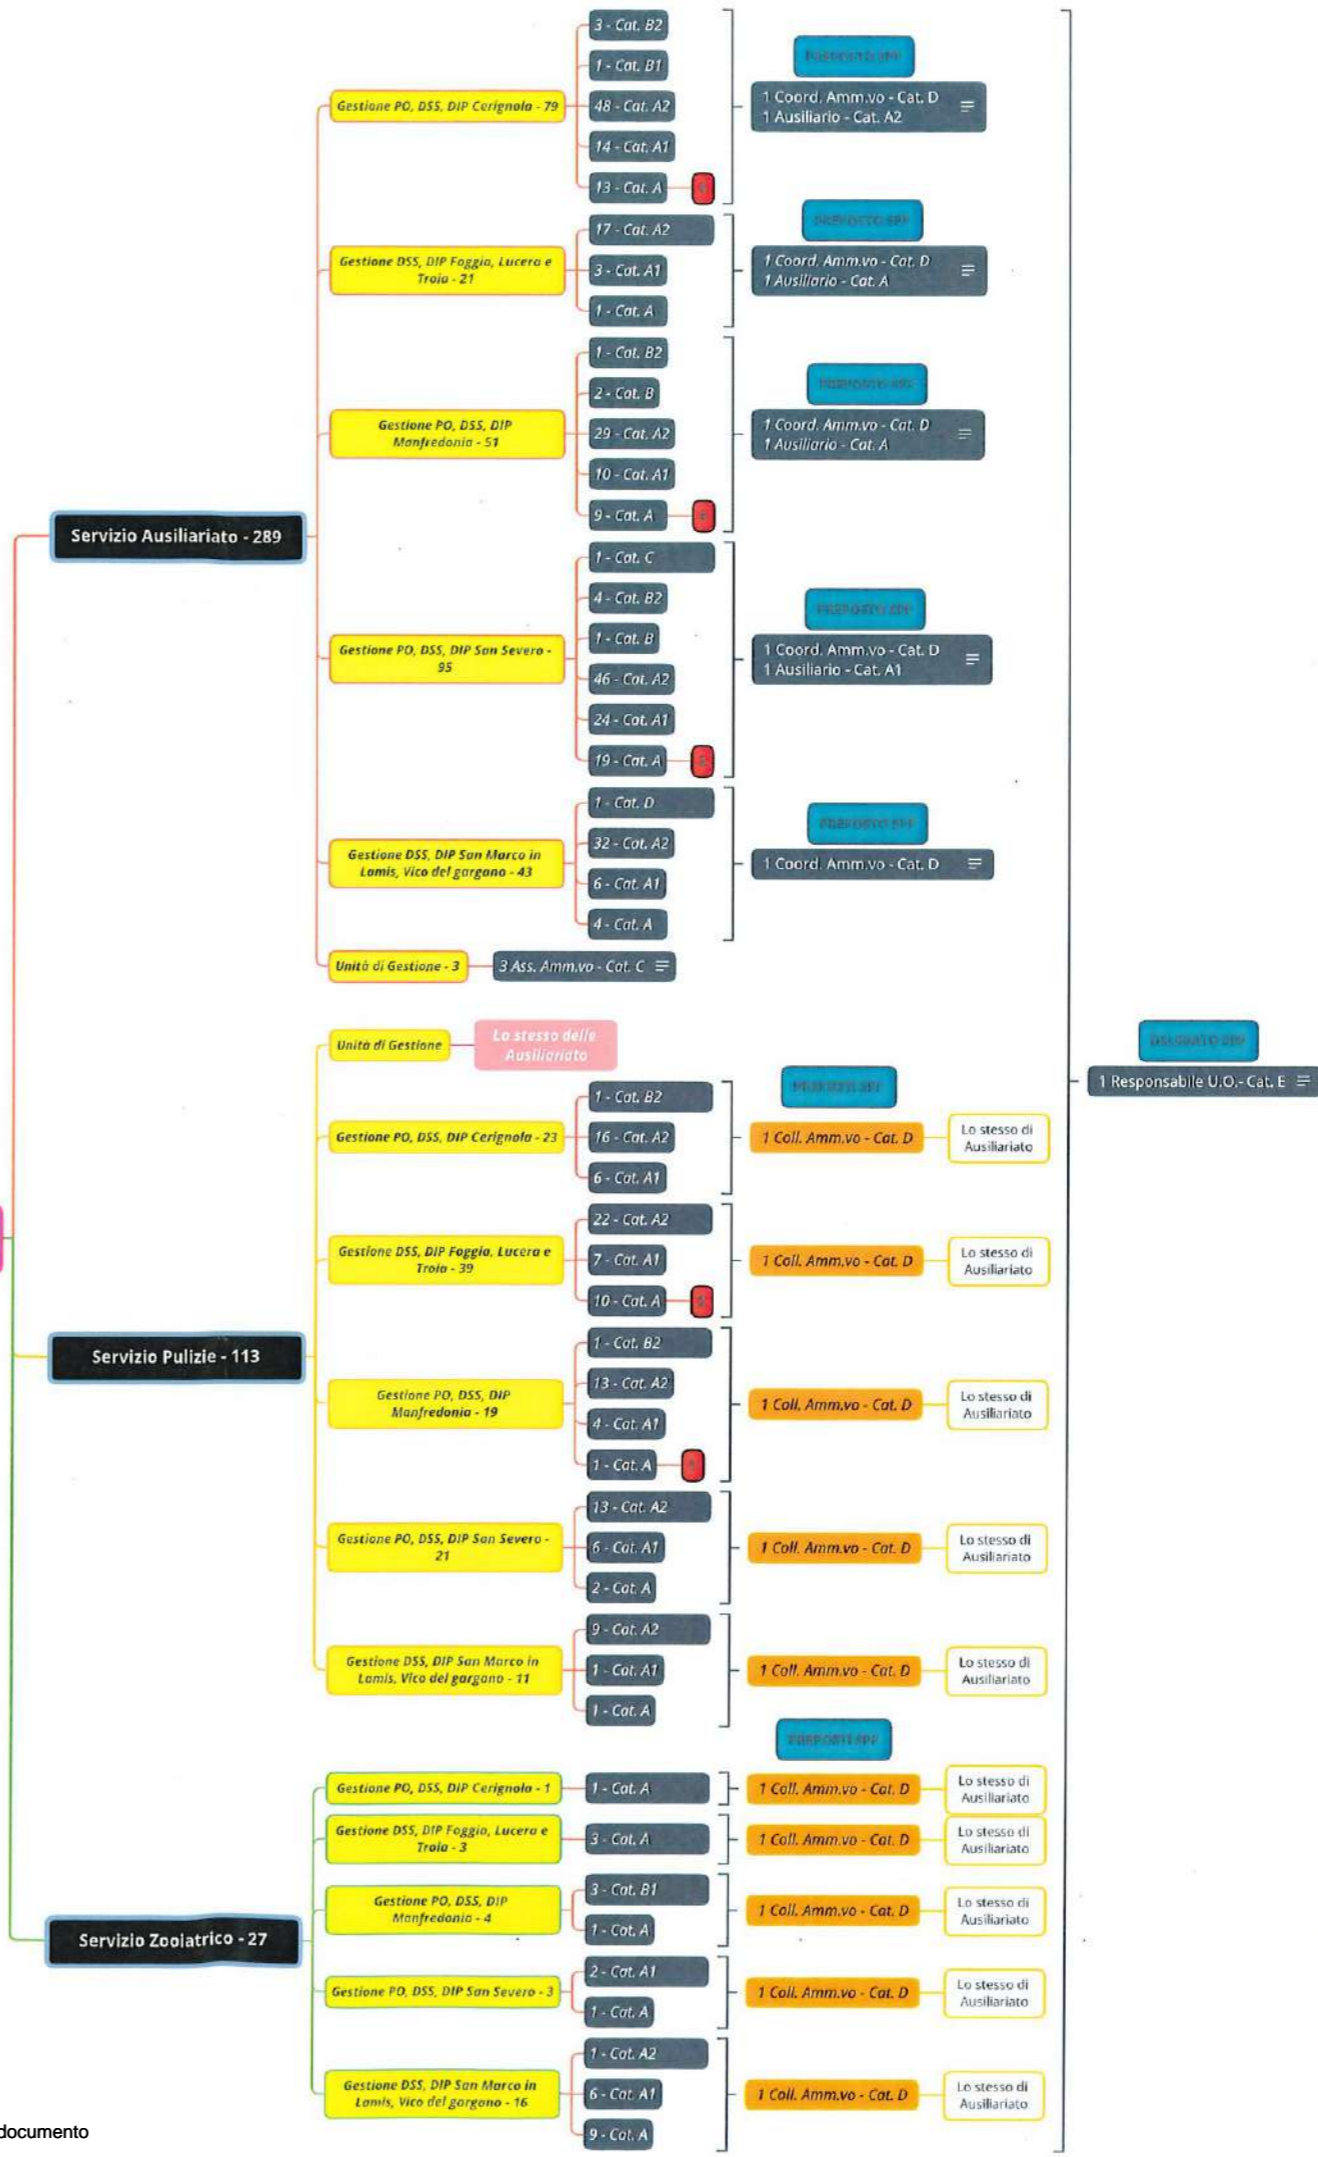 3 - Cat. B2
1 - Cat. B1
Gestione PO, DSS, DIP Cerignola - 79
48 - Cat. A2
14 - Cat. A1
13 - Cat. A
PREPOSTO SPP
1 Coord. Amm.vo - Cat. D
1 Ausiliario - Cat. A2
Gestione DSS, DIP Foggia, Lucera e
Troia - 21
17 - Cat. A2
3 - Cat. A1
1 - Cat. A
PREPOSTO SPP
1 Coord. Amm.vo - Cat. D
1 Ausiliario - Cat. A
Gestione PO, DSS, DIP
Manfredonia - 51
1 - Cat. B2
2 - Cat. B
29 - Cat. A2
10 - Cat. A1
9 - Cat. A
PREPOSTO SPP
1 Coord. Amm.vo - Cat. D
1 Ausiliario - Cat. A
Servizio Ausiliariato - 289
Gestione PO, DSS, DIP San Severo -
95
1 - Cat. C
4 - Cat. B2
1 - Cat. B
46 - Cat. A2
24 - Cat. A1
19 - Cat. A
PREPOSTO SPP
1 Coord. Amm.vo - Cat. D
1 Ausiliario - Cat. A1
Gestione DSS, DIP San Marco in
Lamis, Vico del gargano - 43
1 - Cat. D
32 - Cat. A2
6 - Cat. A1
4 - Cat. A
PREPOSTO SPP
1 Coord. Amm.vo - Cat. D
Unità di Gestione - 3
3 Ass. Amm.vo - Cat. C
Unità di Gestione
Lo stesso delle
Ausiliariato
1 Responsabile U.O.- Cat. E
Gestione PO, DSS, DIP Cerignola - 23
1 - Cat. B2
16 - Cat. A2
6 - Cat. A1
1 Coll. Amm.vo - Cat. D
Lo stesso di
Ausiliariato
Gestione DSS, DIP Foggia, Lucera e
Troia - 39
22 - Cat. A2
7 - Cat. A1
10 - Cat. A
1 Coll. Amm.vo - Cat. D
Lo stesso di
Ausiliariato
Servizio Pulizie - 113
Gestione PO, DSS, DIP
Manfredonia - 19
1 - Cat. B2
13 - Cat. A2
4 - Cat. A1
1 - Cat. A
1 Coll. Amm.vo - Cat. D
Lo stesso di
Ausiliariato
Gestione PO, DSS, DIP San Severo -
21
13 - Cat. A2
6 - Cat. A1
2 - Cat. A
1 Coll. Amm.vo - Cat. D
Lo stesso di
Ausiliariato
Gestione DSS, DIP San Marco in
Lamis, Vico del gargano - 11
9 - Cat. A2
1 - Cat. A1
1 - Cat. A
1 Coll. Amm.vo - Cat. D
Lo stesso di
Ausiliariato
Gestione PO, DSS, DIP Cerignola - 1
1 - Cat. A
1 Coll. Amm.vo - Cat. D
Lo stesso di
Ausiliariato
Gestione DSS, DIP Foggia, Lucera e
Troia - 3
3 - Cat. A
1 Coll. Amm.vo - Cat. D
Lo stesso di
Ausiliariato
Gestione PO, DSS, DIP
Manfredonia - 4
3 - Cat. B1
1 - Cat. A
1 Coll. Amm.vo - Cat. D
Lo stesso di
Ausiliariato
Servizio Zooiatrico - 27
Gestione PO, DSS, DIP San Severo - 3
2 - Cat. A1
1 - Cat. A
1 Coll. Amm.vo - Cat. D
Lo stesso di
Ausiliariato
Gestione DSS, DIP San Marco in
Lamis, Vico del gargano - 16
1 - Cat. A2
6 - Cat. A1
9 - Cat. A
1 Coll. Amm.vo - Cat. D
Lo stesso di
Ausiliariato
documento